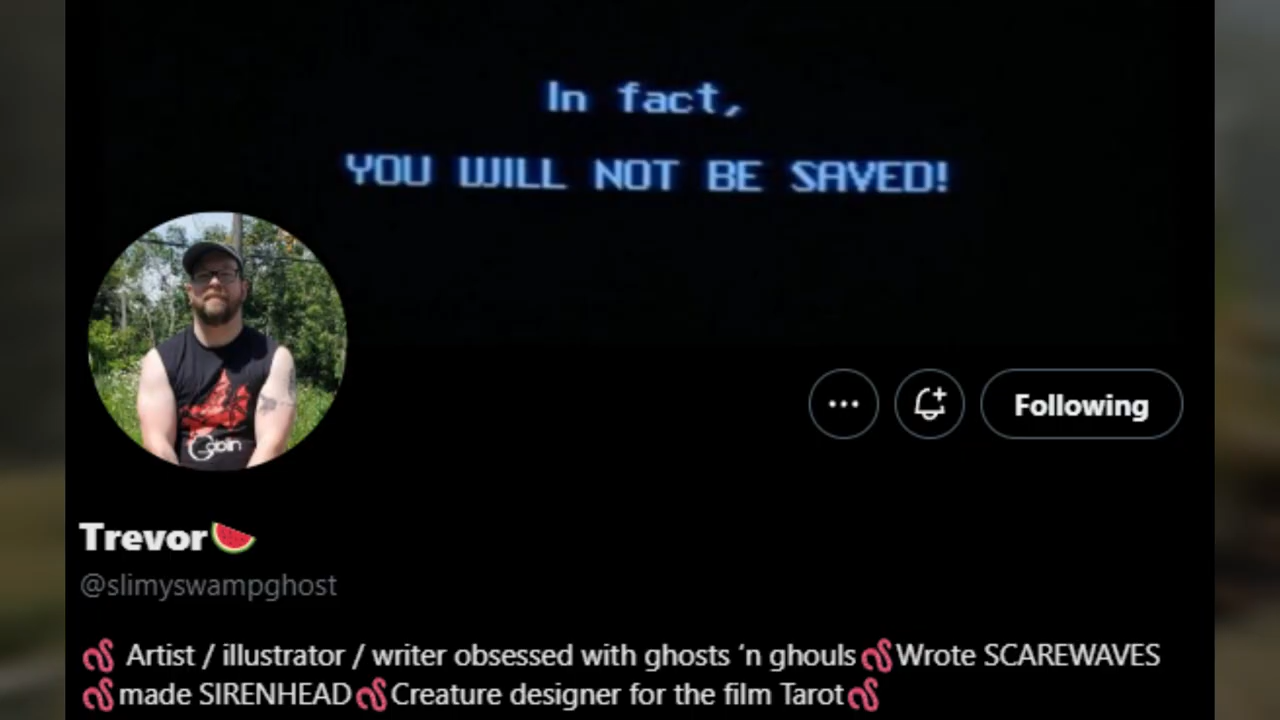 In fact,
YOU WILL NOT BE SAVED!
Goblin
Following
Trevor🍉
@slimyswampghost
🪱 Artist / illustrator / writer obsessed with ghosts ‘n ghouls🪱Wrote SCAREWAVES
🪱made SIRENHEAD🪱Creature designer for the film Tarot🪱